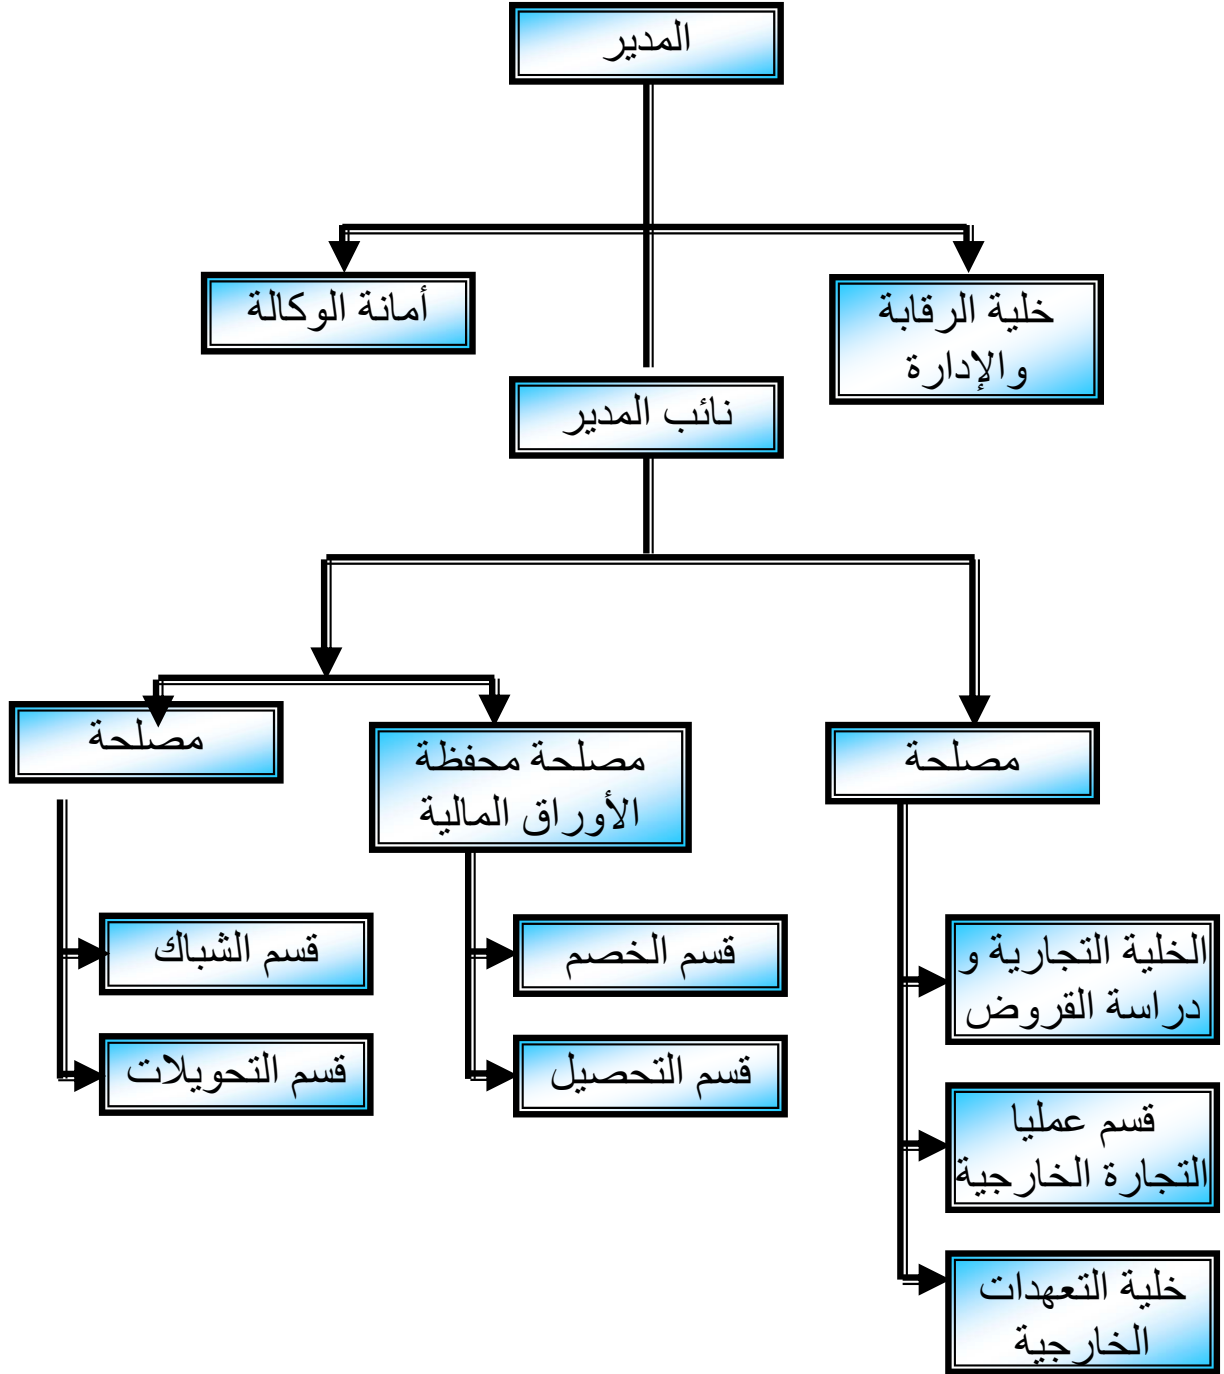 المدير
خلية الرقابة
والإدارة
أمانة الوكالة
نائب المدير
مصلحة
مصلحة محفظة
الأوراق المالية
مصلحة
الخلية التجارية و
دراسة القروض
قسم عمليا
التجارة الخارجية
خلية التعهدات
الخارجية
قسم الخصم
قسم التحصيل
قسم الشباك
قسم التحويلات